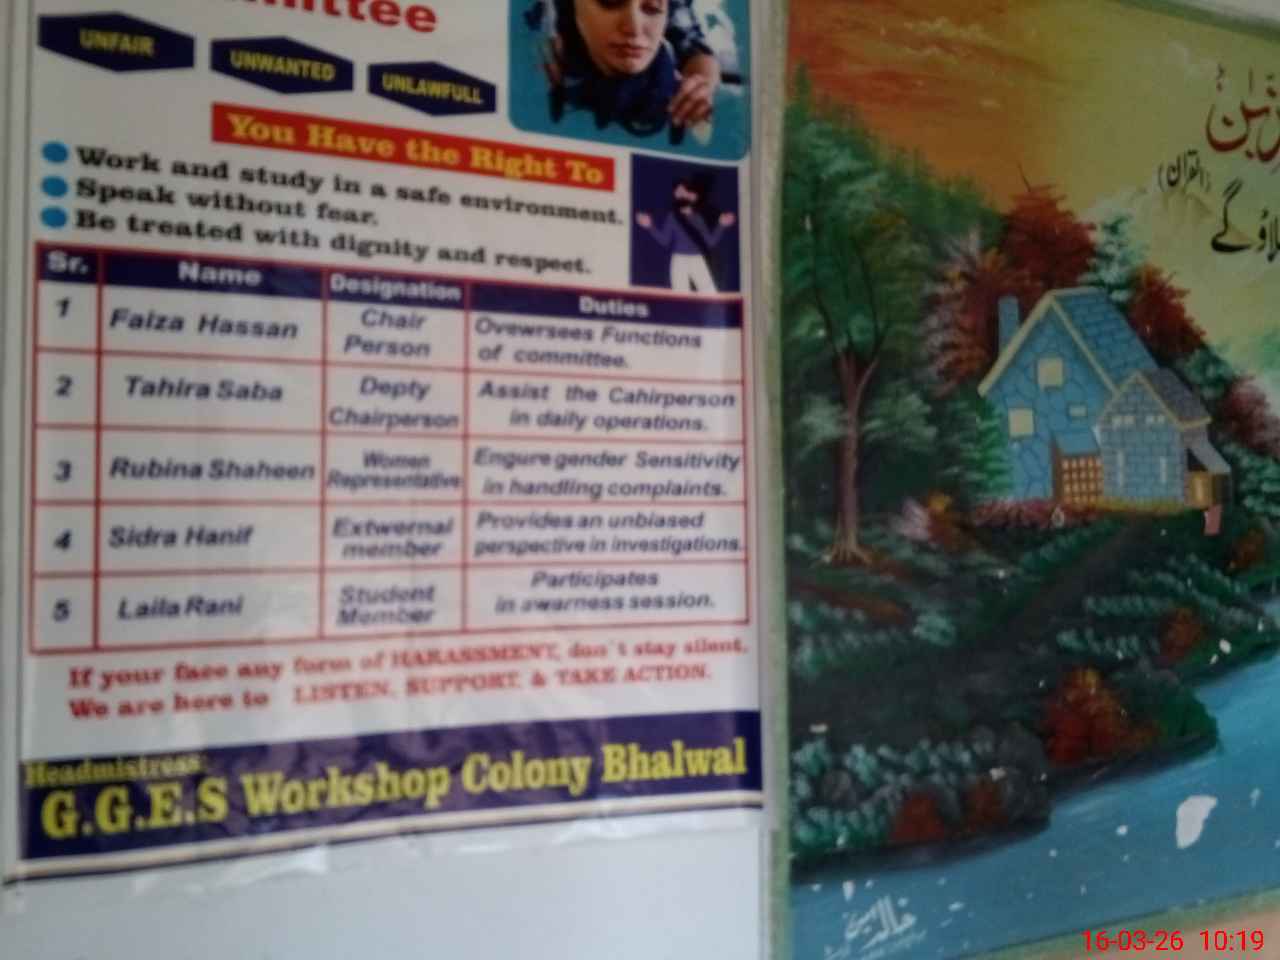 UNFAIR
UNWANTED
UNLAWFULL
You Have the Right To
Work and study in a safe environment.
Speak without fear.
Be treated with dignity and respect.
Sr. Name Designation Duties
1 Faiza Hassan Chair Person Ovewrsees Functions of committee.
2 Tahira Saba Depty Chairperson Assist the Cahirperson in daily operations.
3 Rubina Shaheen Women Representative Engure gender Sensitivity in handling complaints.
4 Sidra Hanif Extwernal member Provides an unbiased perspective in investigations.
5 Laila Rani Student Member Participates in awarness session.
If your face any form of HARASSMENT, don't stay silent.
We are here to LISTEN, SUPPORT, & TAKE ACTION.
Headmistress:
G.G.E.S Workshop Colony Bhalwal
(القرآن)
16-03-26 10:19